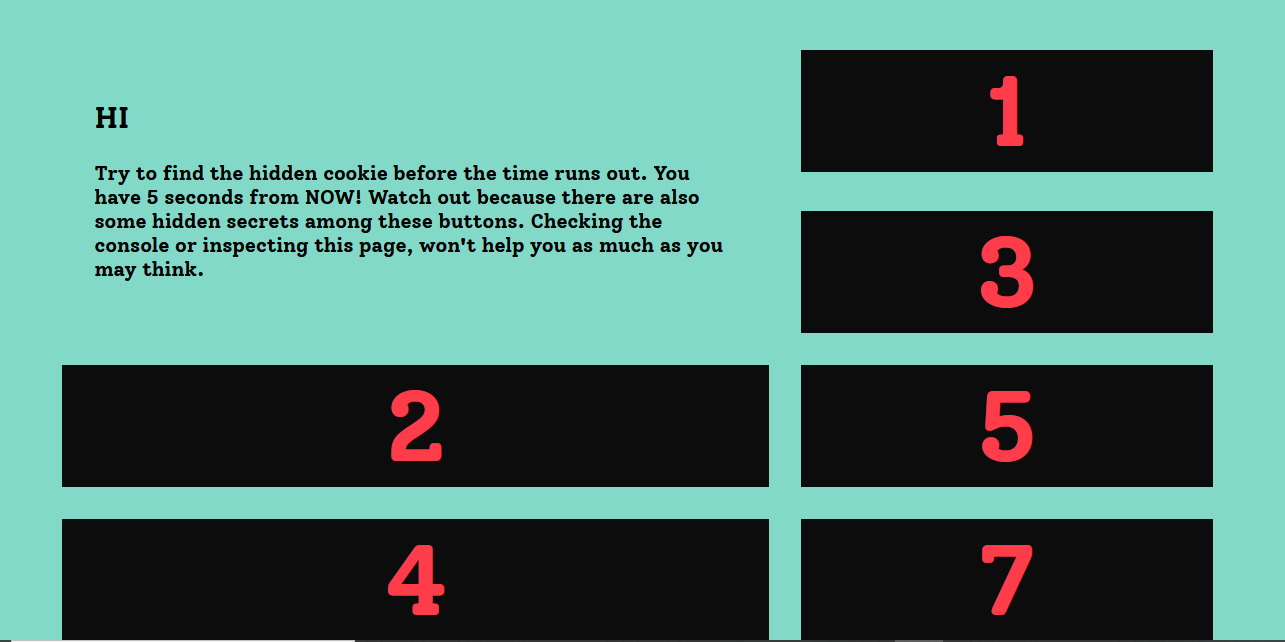 HI
Try to find the hidden cookie before the time runs out. You
have 5 seconds from NOW! Watch out because there are also
some hidden secrets among these buttons. Checking the
console or inspecting this page, won't help you as much as you
may think.
1
3
2
5
4
7